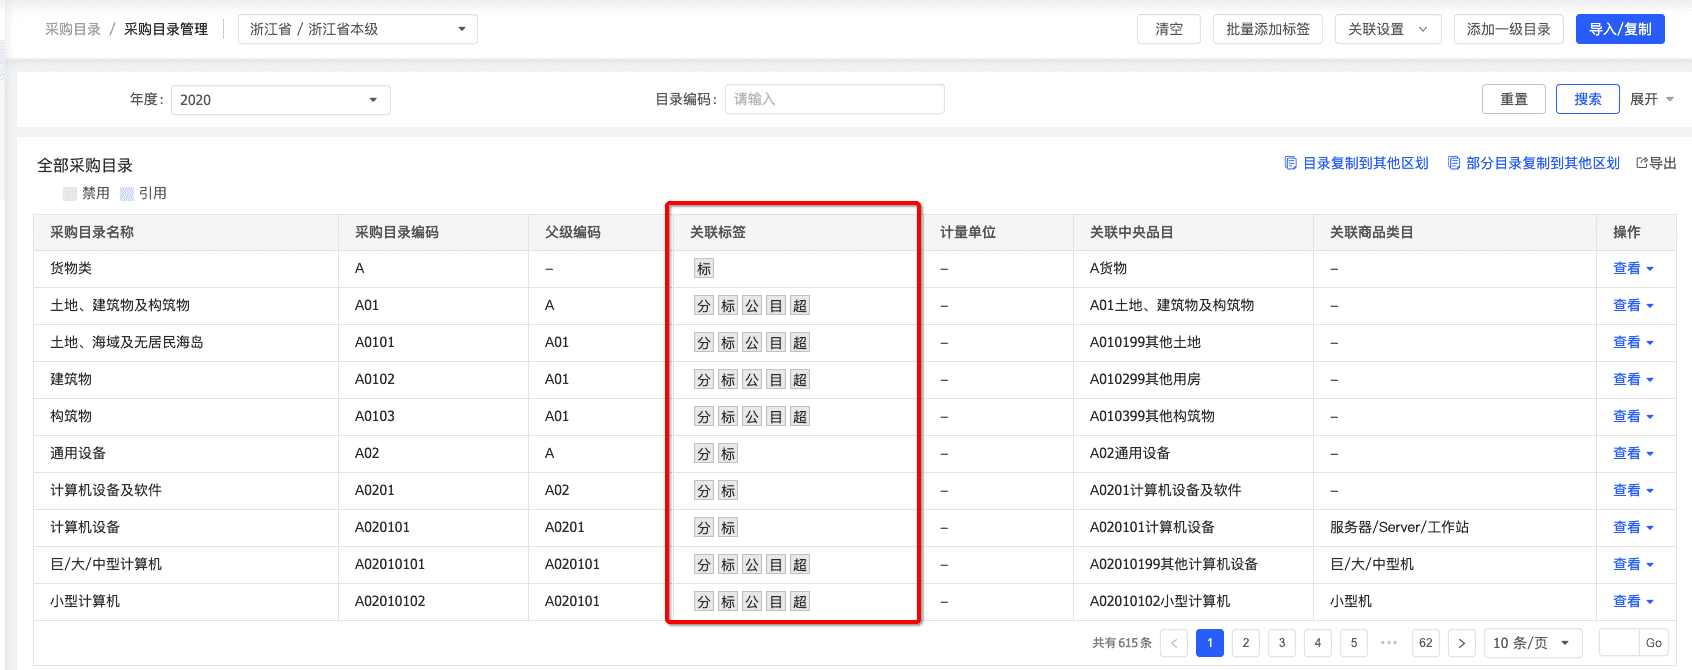 采购目录 / 采购目录管理 浙江省 / 浙江省本级 清空 批量添加标签 关联设置 添加一级目录 导入/复制
年度: 2020 目录编码: 请输入 重置 搜索 展开
全部采购目录 目录复制到其他区划 部分目录复制到其他区划 导出
禁用 引用
采购目录名称 采购目录编码 父级编码 关联标签 计量单位 关联中央品目 关联商品类目 操作
货物类 A – 标 – A货物 – 查看
土地、建筑物及构筑物 A01 A 分 标 公 目 超 – A01土地、建筑物及构筑物 – 查看
土地、海域及无居民海岛 A0101 A01 分 标 公 目 超 – A010199其他土地 – 查看
建筑物 A0102 A01 分 标 公 目 超 – A010299其他用房 – 查看
构筑物 A0103 A01 分 标 公 目 超 – A010399其他构筑物 – 查看
通用设备 A02 A 分 标 – A02通用设备 – 查看
计算机设备及软件 A0201 A02 分 标 – A0201计算机设备及软件 – 查看
计算机设备 A020101 A0201 分 标 – A020101计算机设备 服务器/Server/工作站 查看
巨/大/中型计算机 A02010101 A020101 分 标 公 目 超 – A02010199其他计算机设备 巨/大/中型机 查看
小型计算机 A02010102 A020101 分 标 公 目 超 – A02010102小型计算机 小型机 查看
共有615条 < 1 2 3 4 5 ••• 62 > 10 条/页 Go